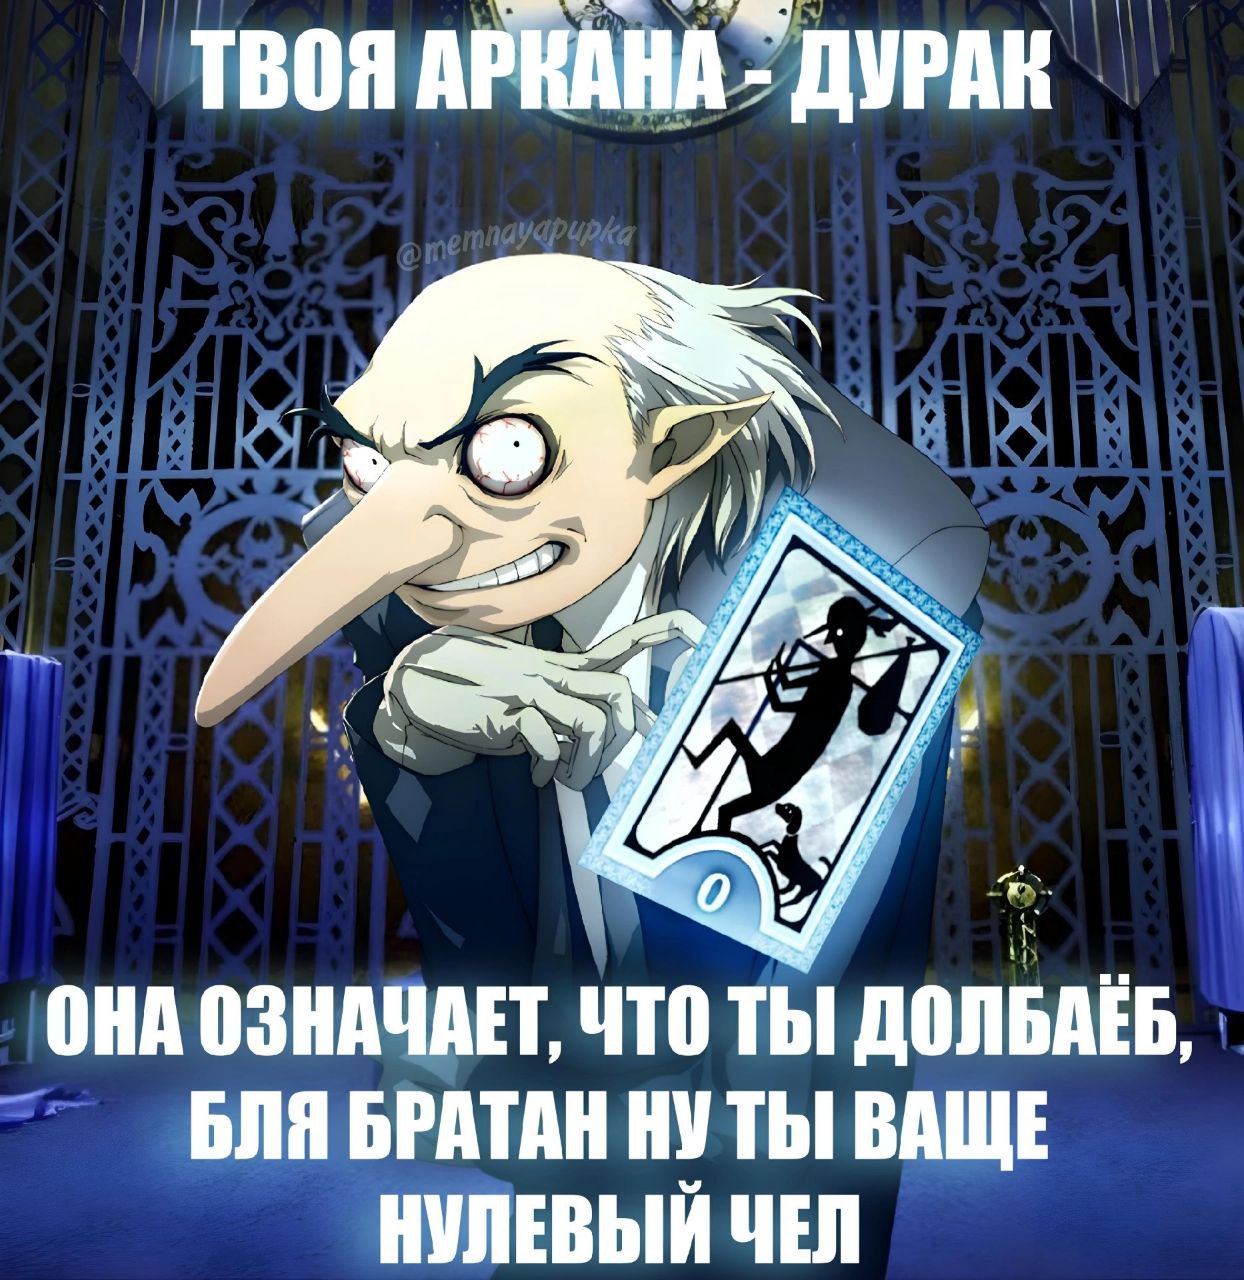 ТВОЯ АРКАНА - ДУРАК
@memnayapupka
0
ОНА ОЗНАЧАЕТ, ЧТО ТЫ ДОЛБАЁБ,
БЛЯ БРАТАН НУ ТЫ ВАЩЕ
НУЛЕВЫЙ ЧЕЛ